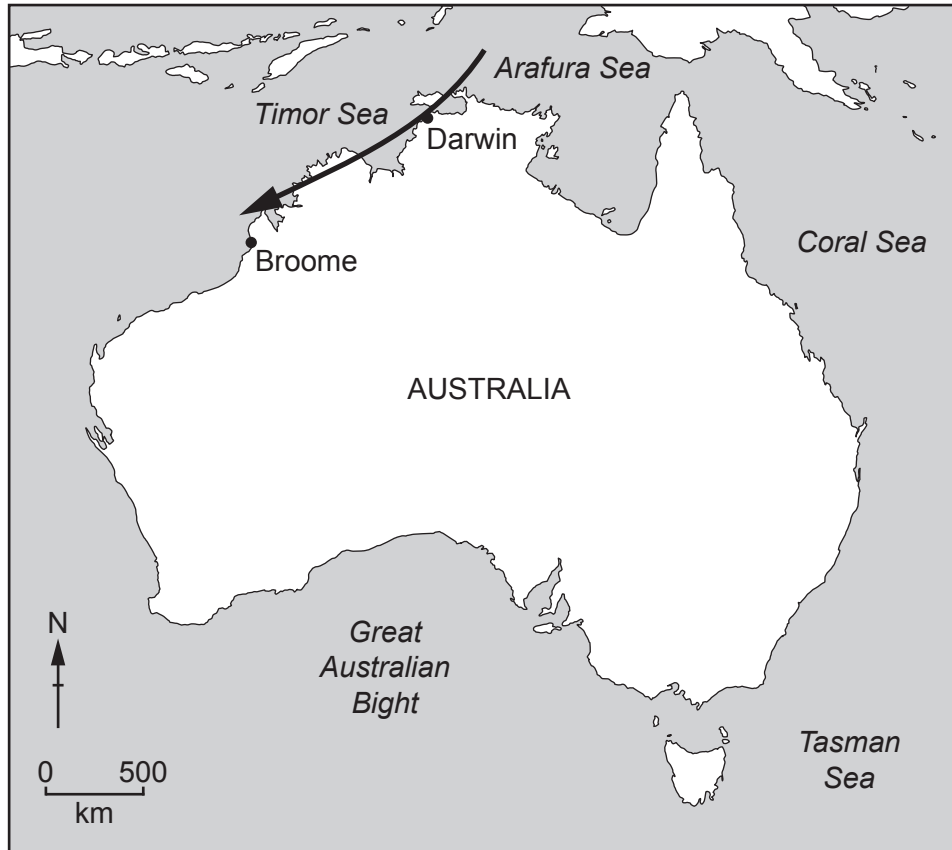 Arafura Sea
Timor Sea
Darwin
Coral Sea
Broome
AUSTRALIA
N
Great
Australian
Bight
Tasman
Sea
0 500
km